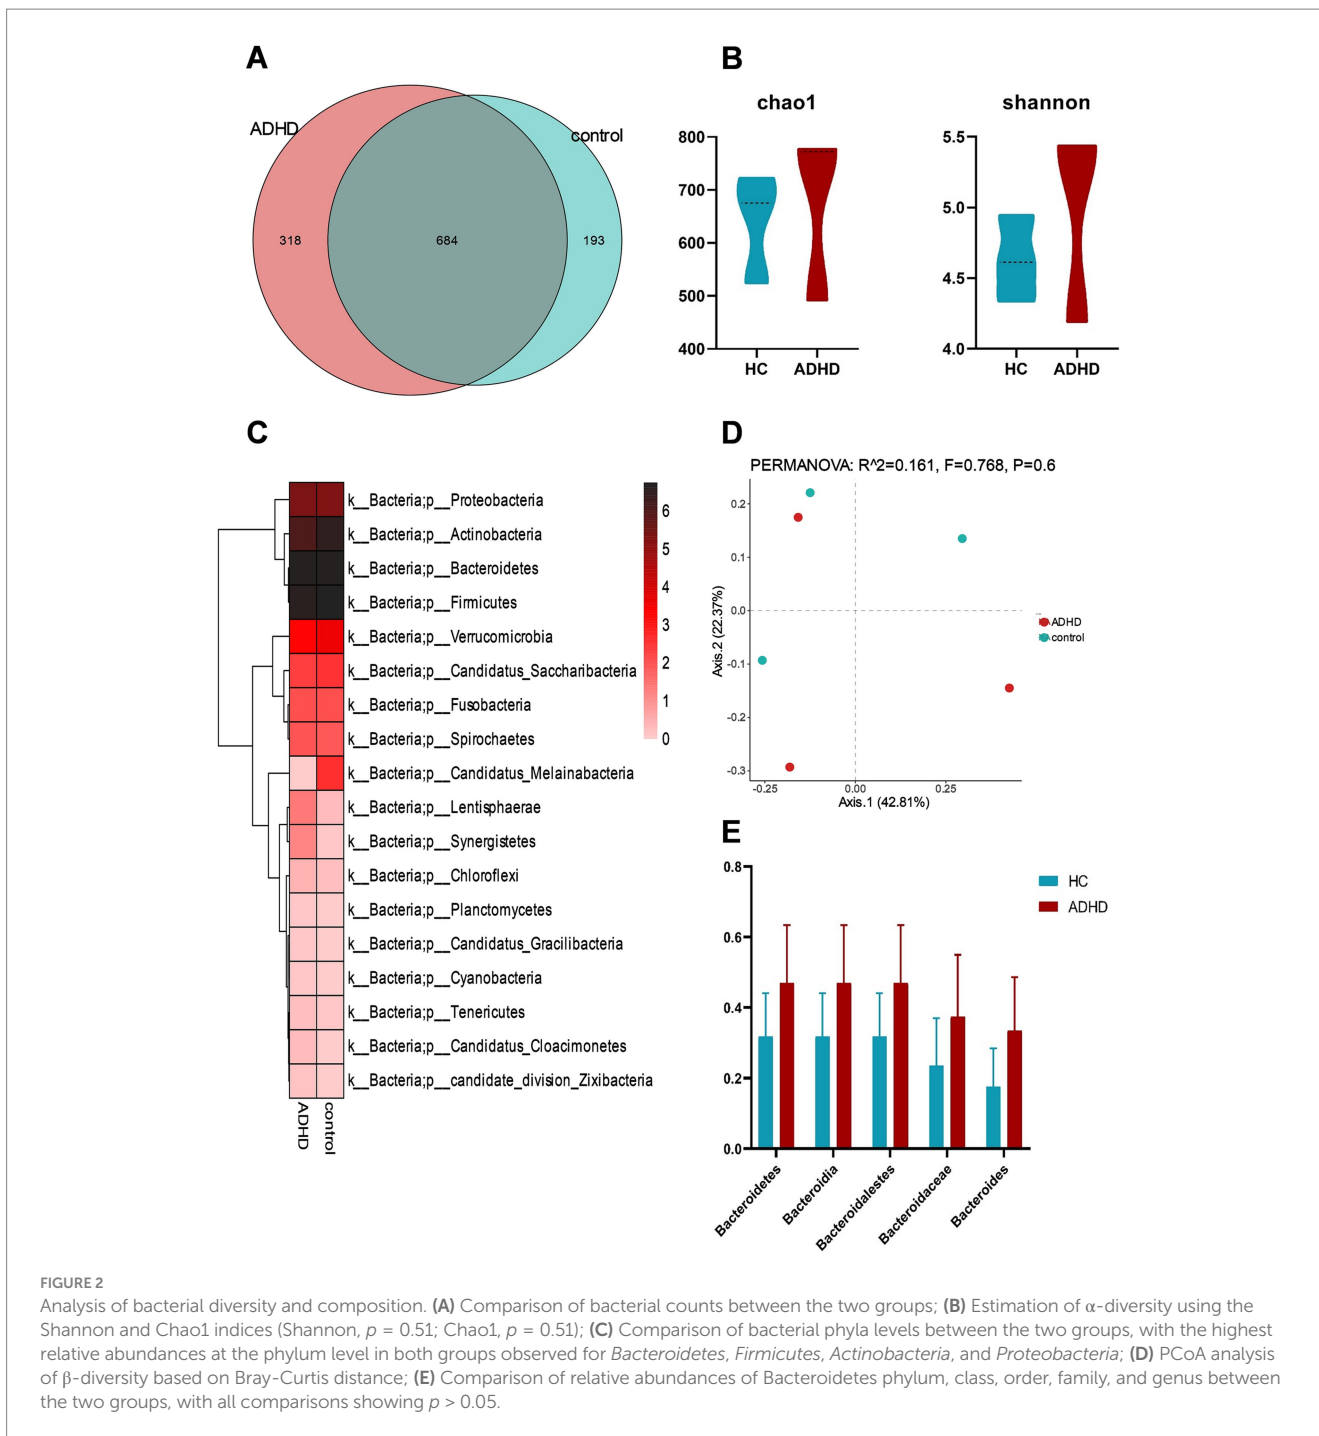 A
ADHD
control
318
684
193
B
chao1
800
700
600
500
400
HC
ADHD
shannon
5.5
5.0
4.5
4.0
HC
ADHD
C
k__Bacteria;p__Proteobacteria
k__Bacteria;p__Actinobacteria
k__Bacteria;p__Bacteroidetes
k__Bacteria;p__Firmicutes
k__Bacteria;p__Verrucomicrobia
k__Bacteria;p__Candidatus_Saccharibacteria
k__Bacteria;p__Fusobacteria
k__Bacteria;p__Spirochaetes
k__Bacteria;p__Candidatus_Melainabacteria
k__Bacteria;p__Lentisphaerae
k__Bacteria;p__Synergistetes
k__Bacteria;p__Chloroflexi
k__Bacteria;p__Planctomycetes
k__Bacteria;p__Candidatus_Gracilibacteria
k__Bacteria;p__Cyanobacteria
k__Bacteria;p__Tenericutes
k__Bacteria;p__Candidatus_Cloacimonetes
k__Bacteria;p__candidate_division_Zixibacteria
ADHD
control
6
5
4
3
2
1
0
D
PERMANOVA: R^2=0.161, F=0.768, P=0.6
Axis.2 (22.37%)
0.2
0.1
0.0
-0.1
-0.2
-0.3
-0.25
0.00
0.25
Axis.1 (42.81%)
ADHD
control
E
0.8
0.6
0.4
0.2
0.0
HC
ADHD
Bacteroidetes
Bacteroidia
Bacteroidalestes
Bacteroidaceae
Bacteroides
FIGURE 2
Analysis of bacterial diversity and composition. (A) Comparison of bacterial counts between the two groups; (B) Estimation of α-diversity using the
Shannon and Chao1 indices (Shannon, p = 0.51; Chao1, p = 0.51); (C) Comparison of bacterial phyla levels between the two groups, with the highest
relative abundances at the phylum level in both groups observed for Bacteroidetes, Firmicutes, Actinobacteria, and Proteobacteria; (D) PCoA analysis
of β-diversity based on Bray-Curtis distance; (E) Comparison of relative abundances of Bacteroidetes phylum, class, order, family, and genus between
the two groups, with all comparisons showing p > 0.05.